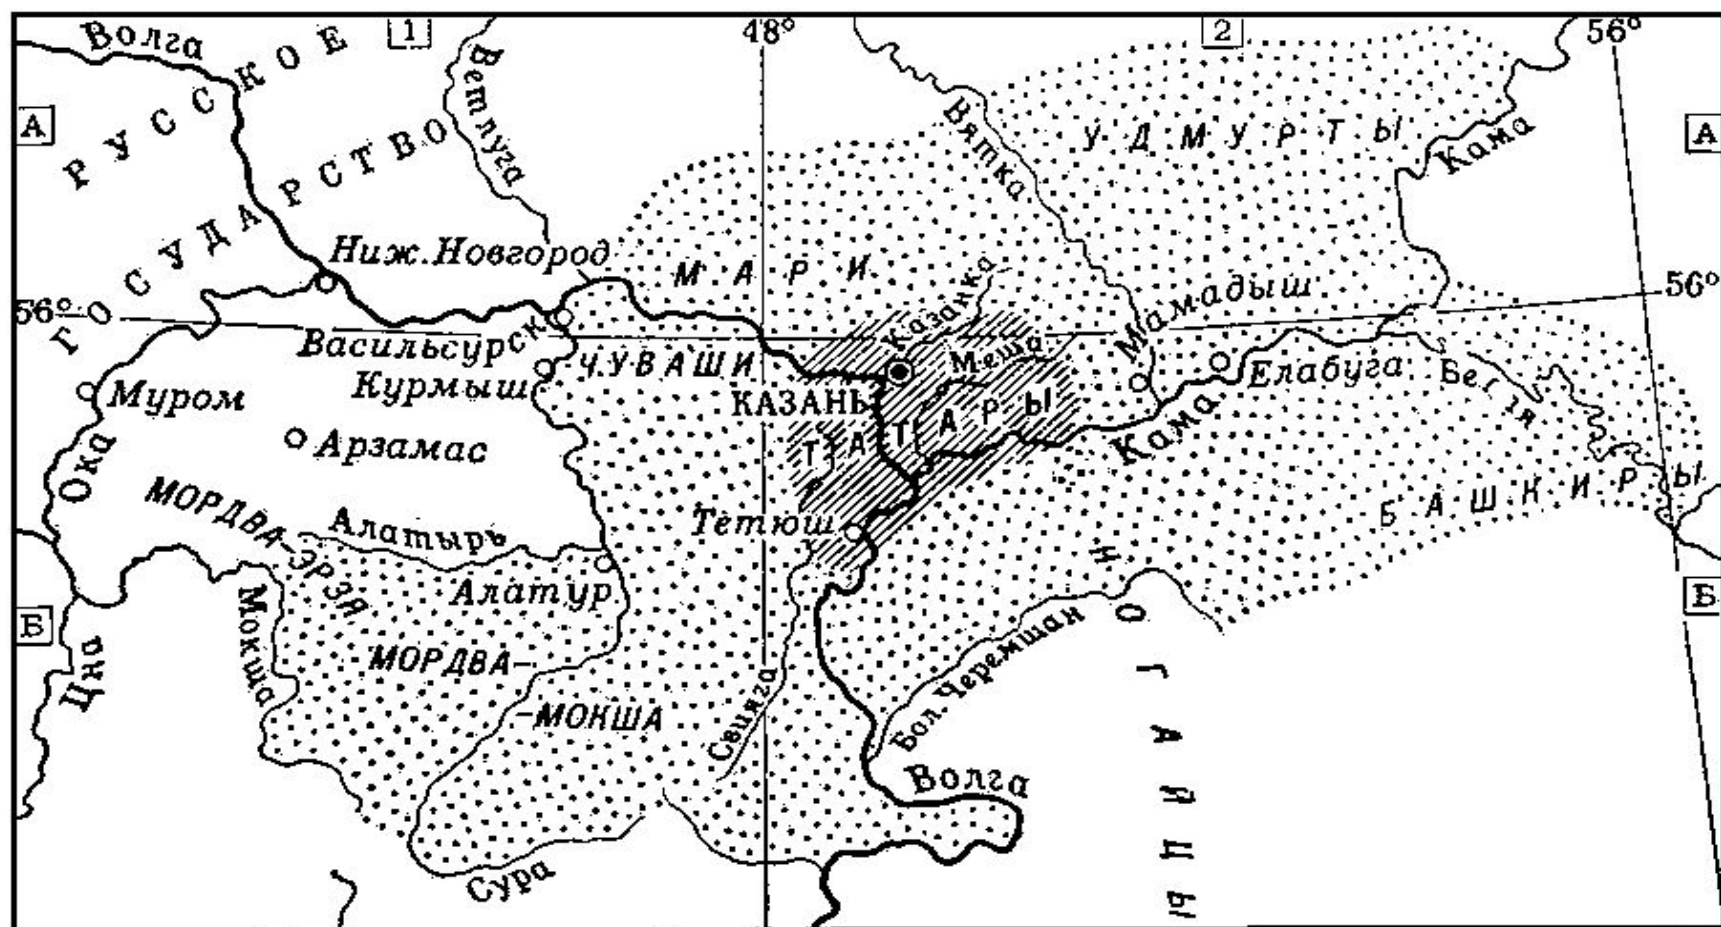 Волга
1
48°
2
56°
РУССКОЕ
ГОСУДАРСТВО
Ветлуга
Вятка
УДМУРТЫ
Кама
А
А
Ниж.Новгород
МАРИ
Казанка
Мамадыш
56°
56°
Васильсурск
ЧУВАШИ
Меша
Курмыш
КАЗАНЬ
Елабуга
Белая
Муром
ТАТАРЫ
Кама
Арзамас
Ока
МОРДВА-ЭРЗЯ
Алатырь
Тетюш
БАШКИРЫ
Алатур
НОГАЙЦЫ
Б
Б
Мокша
Цна
МОРДВА-
-МОКША
Свияга
Бол.Черемшан
Волга
Сура